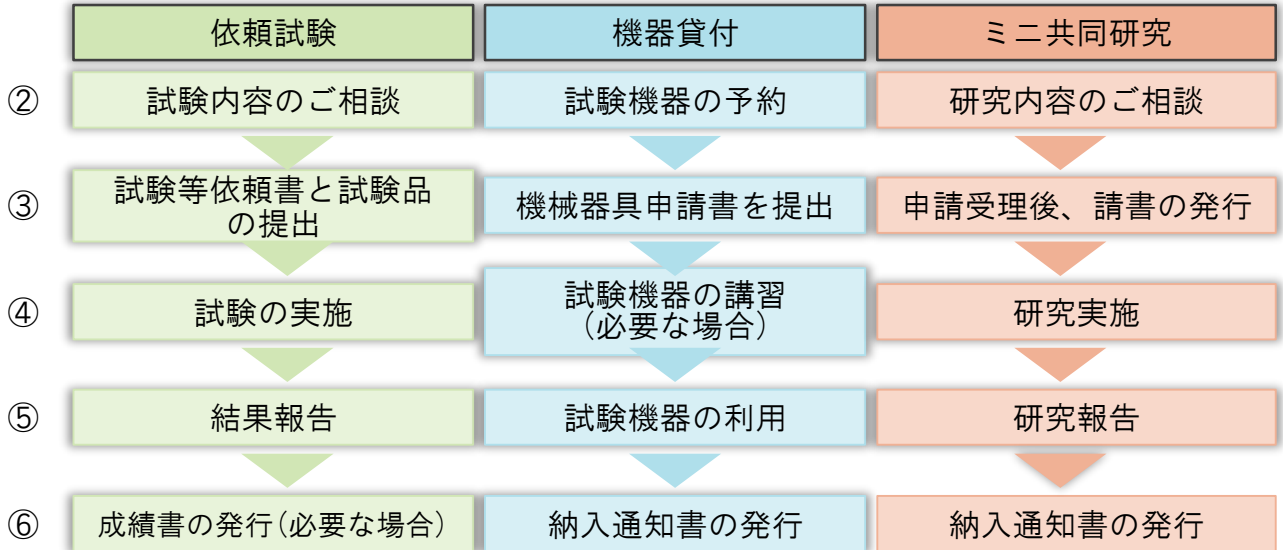 依頼試験 機器貸付 ミニ共同研究
② 試験内容のご相談 試験機器の予約 研究内容のご相談
③ 試験等依頼書と試験品
の提出 機械器具申請書を提出 申請受理後、請書の発行
④ 試験の実施 試験機器の講習
(必要な場合) 研究実施
⑤ 結果報告 試験機器の利用 研究報告
⑥ 成績書の発行(必要な場合) 納入通知書の発行 納入通知書の発行